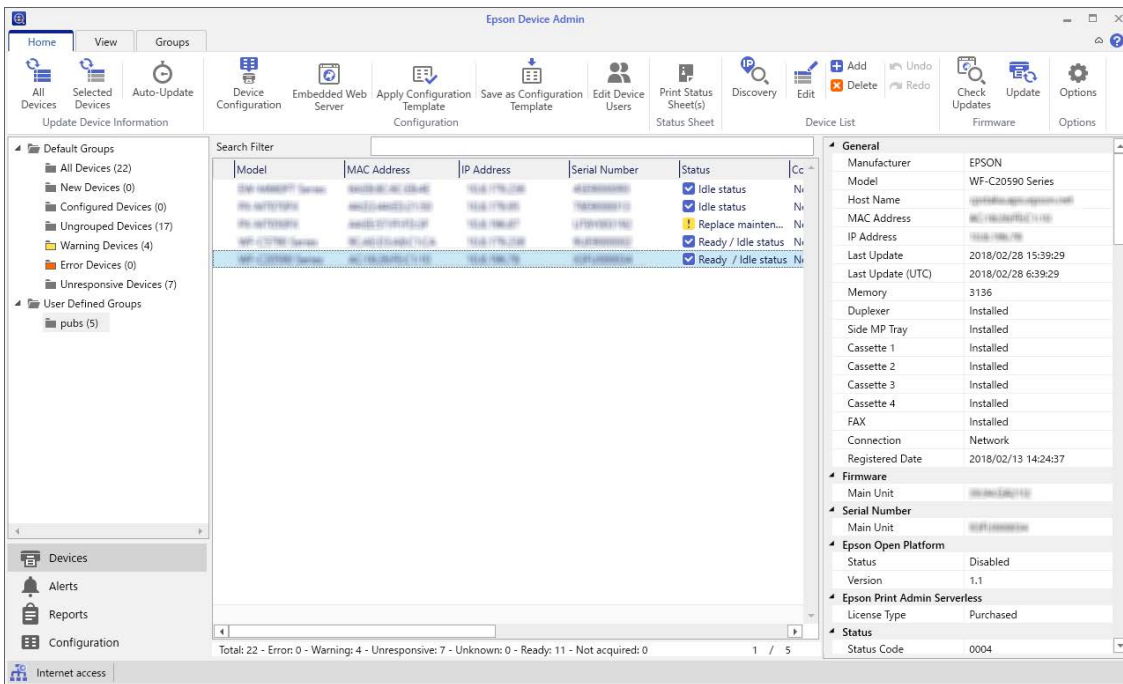 Epson Device Admin
Home View Groups
All Devices
Selected Devices
Auto-Update
Update Device Information
Device Configuration
Embedded Web Server
Apply Configuration Template
Save as Configuration Template
Edit Device Users
Configuration
Print Status Sheet(s)
Status Sheet
Discovery
Edit
Add
Delete
Undo
Redo
Device List
Check Updates
Update
Firmware
Options
Options
Default Groups
All Devices (22)
New Devices (0)
Configured Devices (0)
Ungrouped Devices (17)
Warning Devices (4)
Error Devices (0)
Unresponsive Devices (7)
User Defined Groups
pubs (5)
Devices
Alerts
Reports
Configuration
Search Filter
Model MAC Address IP Address Serial Number Status
Idle status
Idle status
Replace mainten...
Ready / Idle status
Ready / Idle status
Total: 22 - Error: 0 - Warning: 4 - Unresponsive: 7 - Unknown: 0 - Ready: 11 - Not acquired: 0 1 / 5
General
Manufacturer EPSON
Model WF-C20590 Series
Host Name
MAC Address
IP Address
Last Update 2018/02/28 15:39:29
Last Update (UTC) 2018/02/28 6:39:29
Memory 3136
Duplexer Installed
Side MP Tray Installed
Cassette 1 Installed
Cassette 2 Installed
Cassette 3 Installed
Cassette 4 Installed
FAX Installed
Connection Network
Registered Date 2018/02/13 14:24:37
Firmware
Main Unit
Serial Number
Main Unit
Epson Open Platform
Status Disabled
Version 1.1
Epson Print Admin Serverless
License Type Purchased
Status
Status Code 0004
Internet access